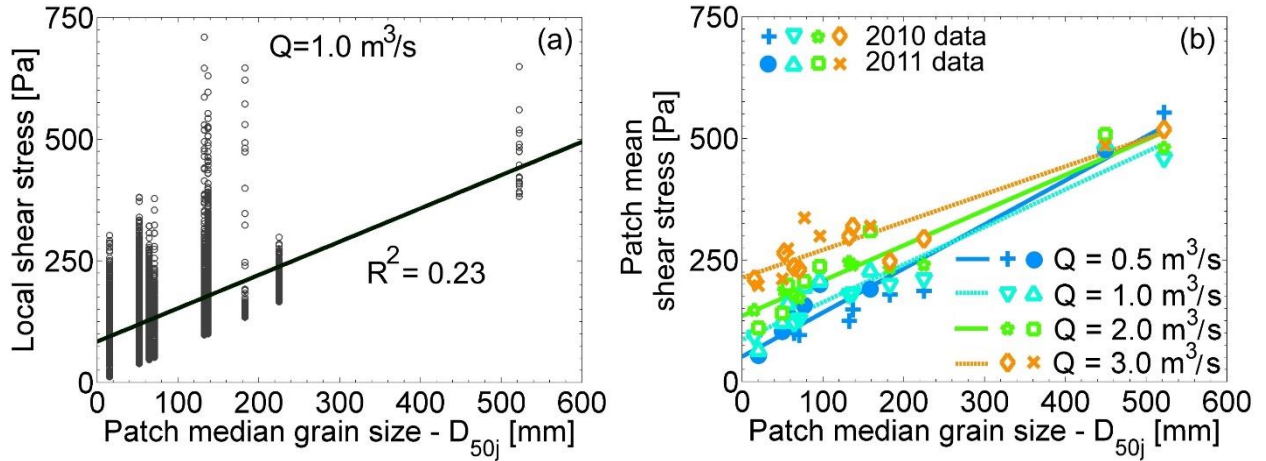 750
500
250
0
Local shear stress [Pa]
Q=1.0 m³/s
(a)
R² = 0.23
0 100 200 300 400 500 600
Patch median grain size - D50j [mm]
750
500
250
0
Patch mean
shear stress [Pa]
2010 data
2011 data
(b)
Q = 0.5 m³/s
Q = 1.0 m³/s
Q = 2.0 m³/s
Q = 3.0 m³/s
0 100 200 300 400 500 600
Patch median grain size - D50j [mm]